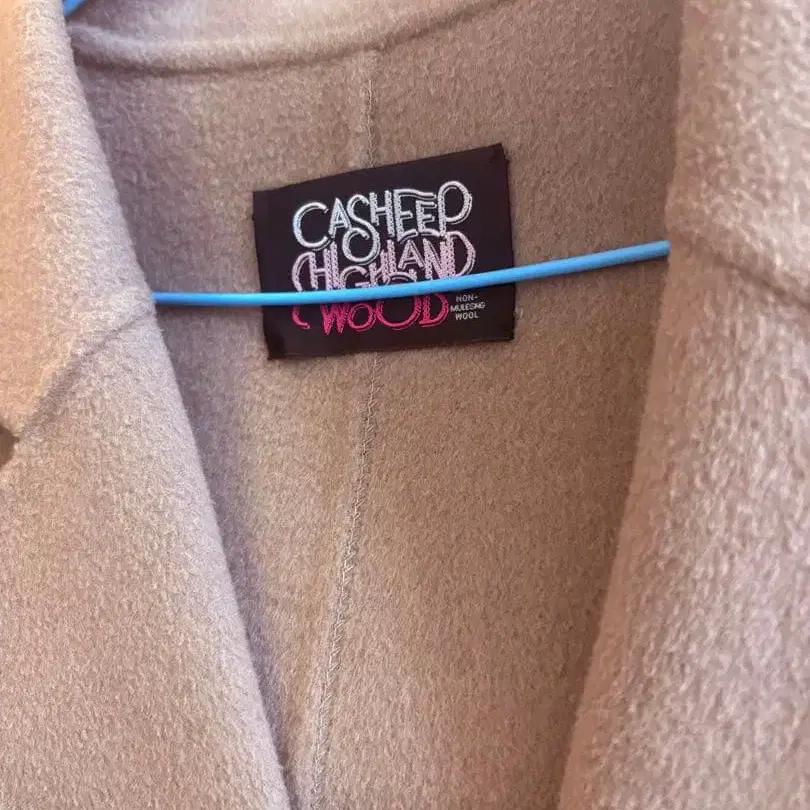 CASHEEP
HIGHLAND
WOOD
NON-
MULESING
WOOL